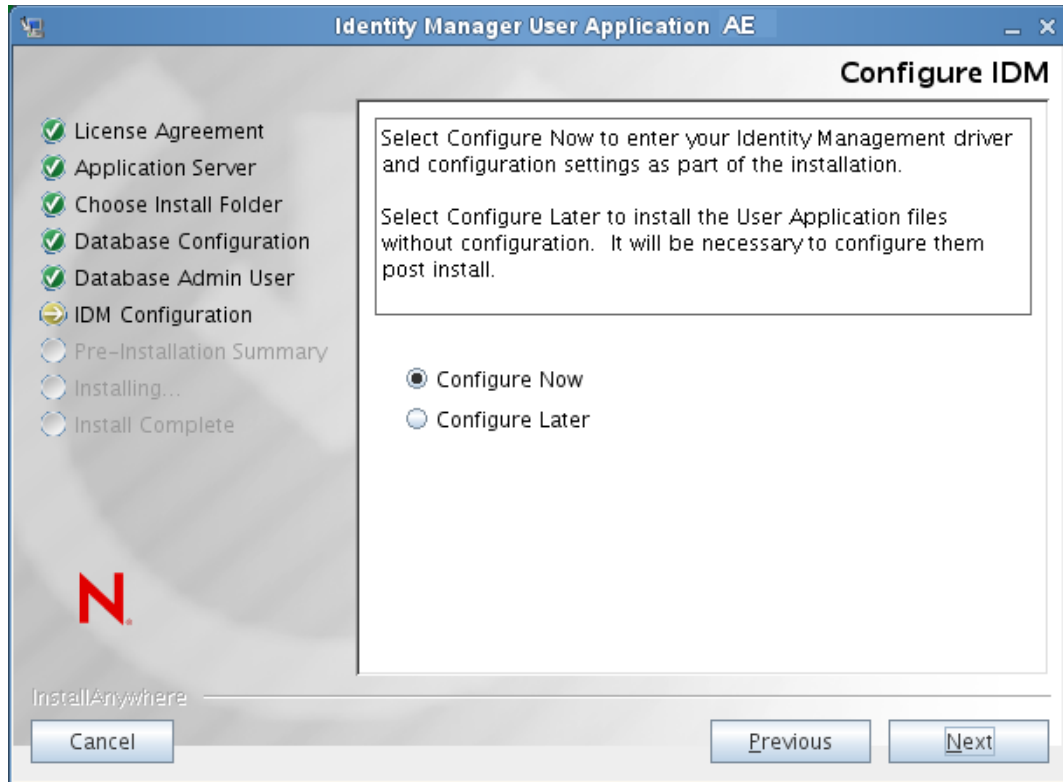 Identity Manager User Application AE
Configure IDM
License Agreement
Application Server
Choose Install Folder
Database Configuration
Database Admin User
IDM Configuration
Pre-Installation Summary
Installing...
Install Complete
Select Configure Now to enter your Identity Management driver
and configuration settings as part of the installation.
Select Configure Later to install the User Application files
without configuration.  It will be necessary to configure them
post install.
Configure Now
Configure Later
N.
InstallAnywhere
Cancel
Previous
Next